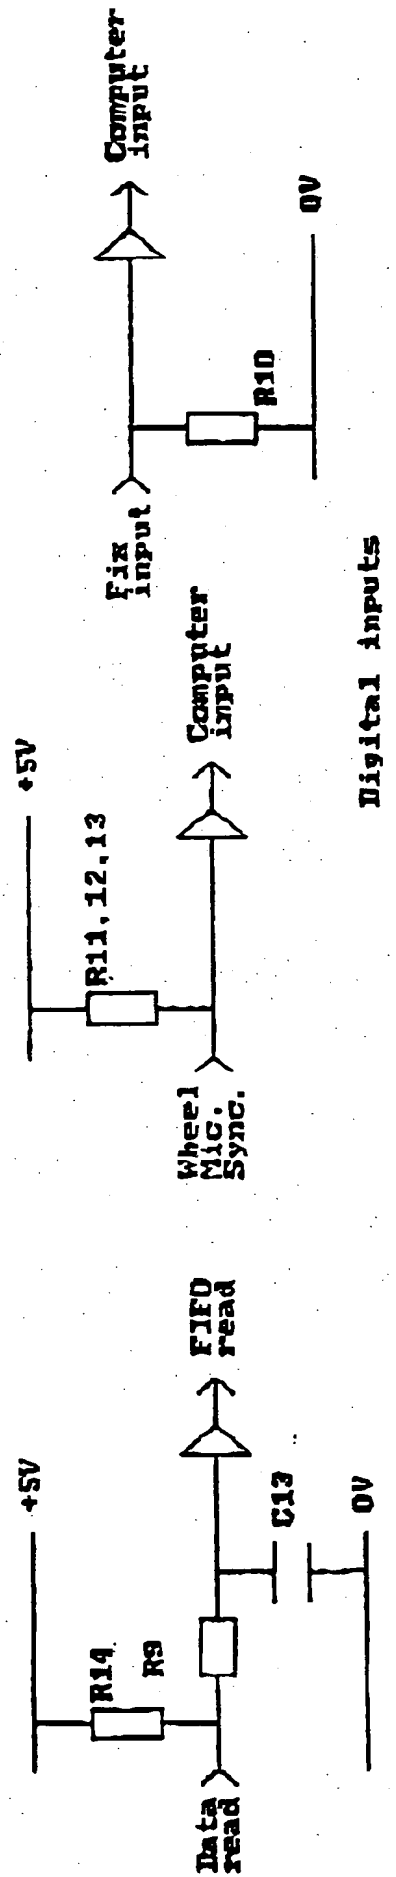 +5V
R14
R9
Data
read
FIFO
read
C13
0V
+5V
R11,12,13
Wheel
Mic.
Sync.
Computer
input
Fix
input
Computer
input
R10
0V
Digital inputs